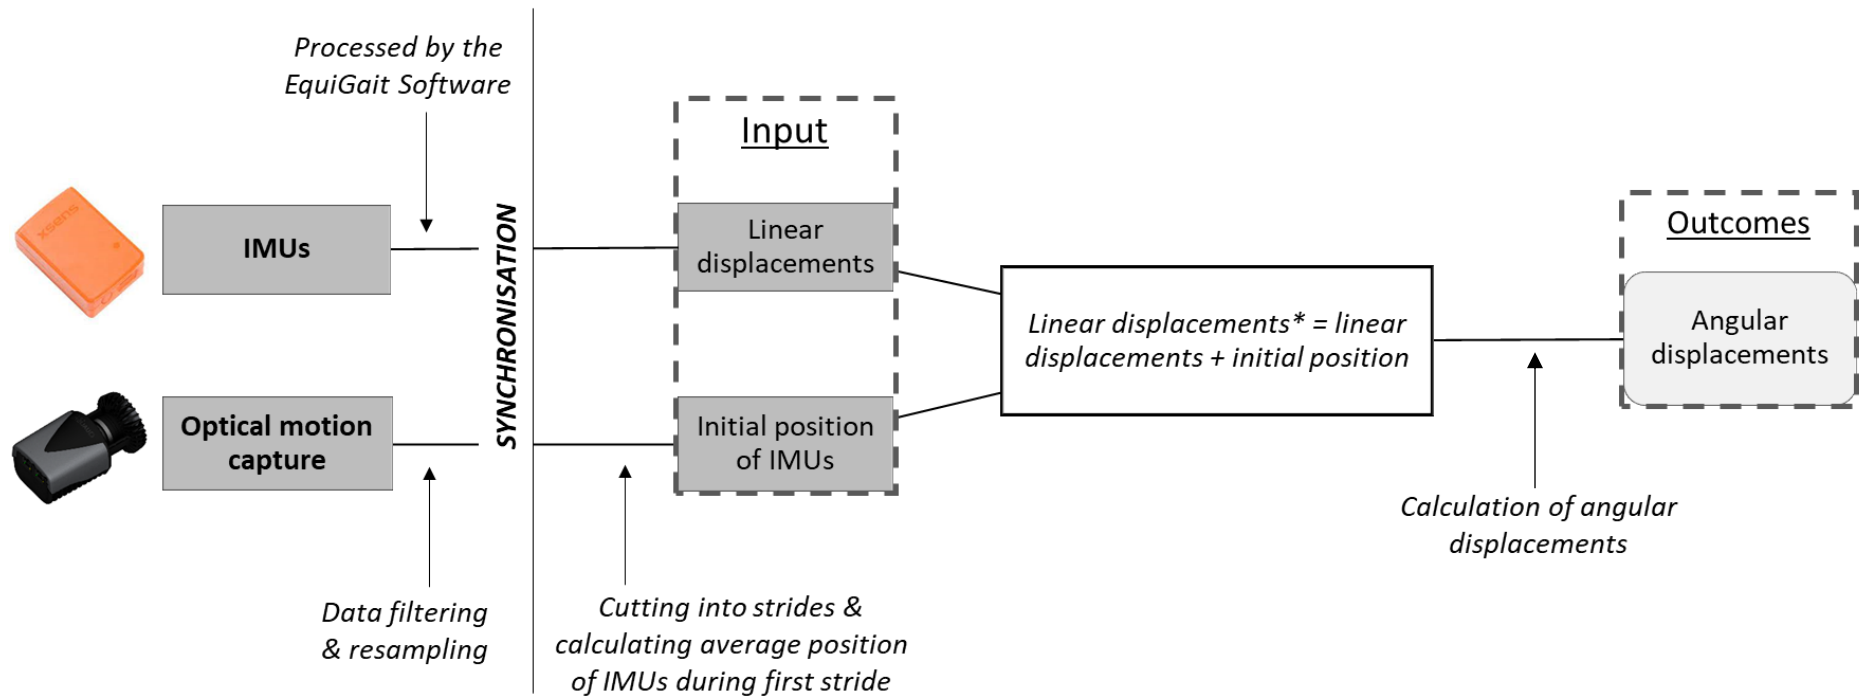 Processed by the
EquiGait Software
Input
xsens
IMUs
SYNCHRONISATION
Linear
displacements
Outcomes
Linear displacements* = linear
displacements + initial position
Angular
displacements
Optical motion
capture
Initial position
of IMUs
Calculation of angular
displacements
Data filtering
& resampling
Cutting into strides &
calculating average position
of IMUs during first stride